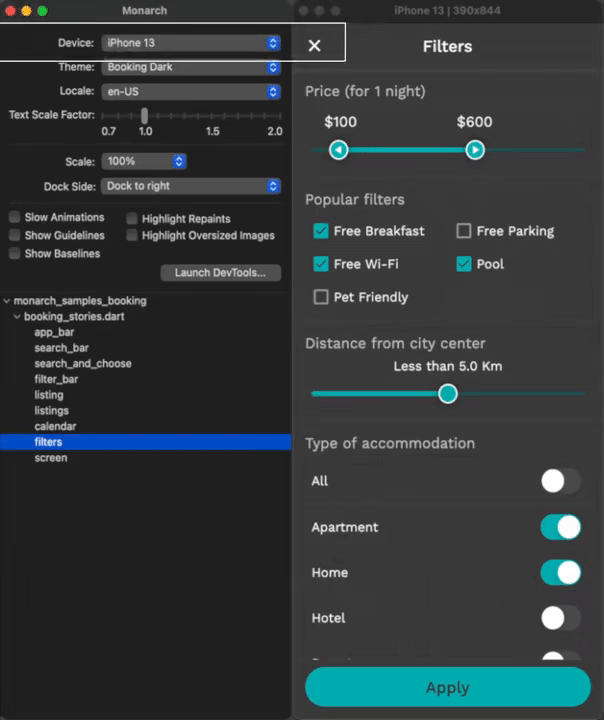 Monarch
Device: iPhone 13
Theme: Booking Dark
Locale: en-US
Text Scale Factor:
0.7 1.0 1.5 2.0
Scale: 100%
Dock Side: Dock to right
Slow Animations Highlight Repaints
Show Guidelines Highlight Oversized Images
Show Baselines
Launch DevTools...
monarch_samples_booking
booking_stories.dart
app_bar
search_bar
search_and_choose
filter_bar
listing
listings
calendar
filters
screen
iPhone 13 | 390x844
Filters
Price (for 1 night)
$100 $600
Popular filters
Free Breakfast Free Parking
Free Wi-Fi Pool
Pet Friendly
Distance from city center
Less than 5.0 Km
Type of accommodation
All
Apartment
Home
Hotel
Apply